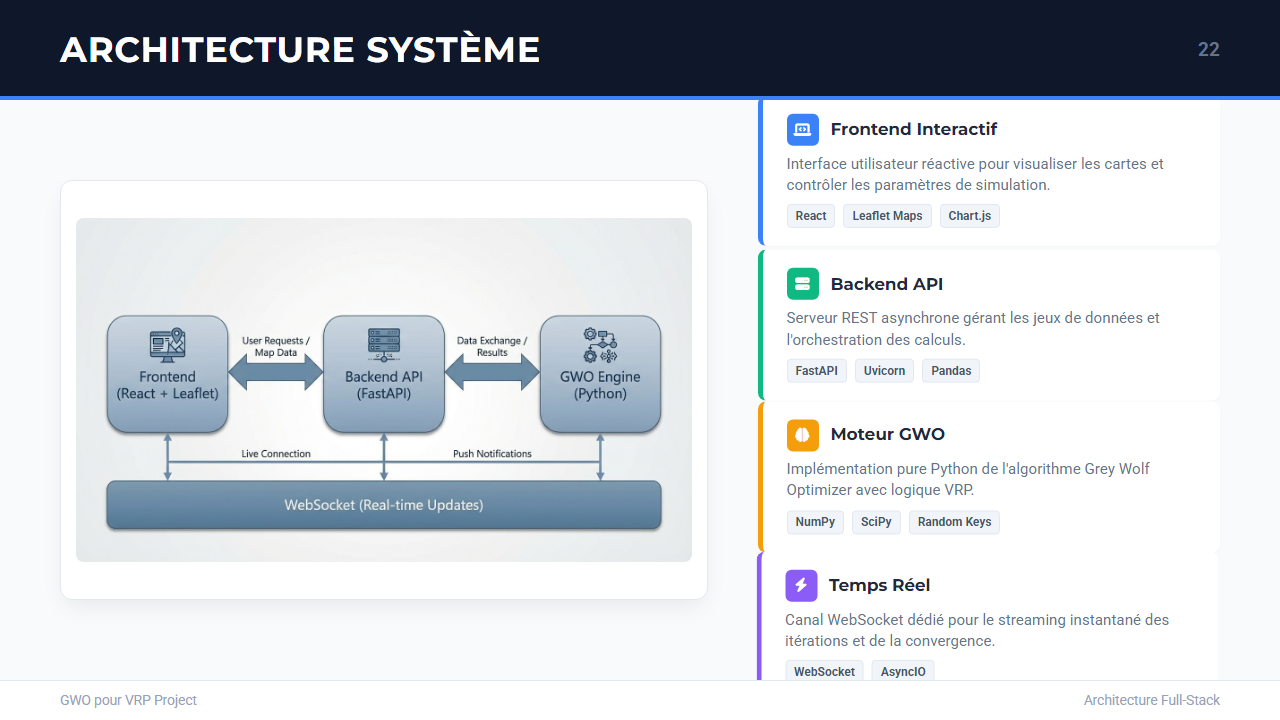 ARCHITECTURE SYSTÈME
22
User Requests /
Map Data
Data Exchange /
Results
Frontend
(React + Leaflet)
Backend API
(FastAPI)
GWO Engine
(Python)
Live Connection
Push Notifications
WebSocket (Real-time Updates)
Frontend Interactif
Interface utilisateur réactive pour visualiser les cartes et
contrôler les paramètres de simulation.
React
Leaflet Maps
Chart.js
Backend API
Serveur REST asynchrone gérant les jeux de données et
l'orchestration des calculs.
FastAPI
Uvicorn
Pandas
Moteur GWO
Implémentation pure Python de l'algorithme Grey Wolf
Optimizer avec logique VRP.
NumPy
SciPy
Random Keys
Temps Réel
Canal WebSocket dédié pour le streaming instantané des
itérations et de la convergence.
WebSocket
AsyncIO
GWO pour VRP Project
Architecture Full-Stack